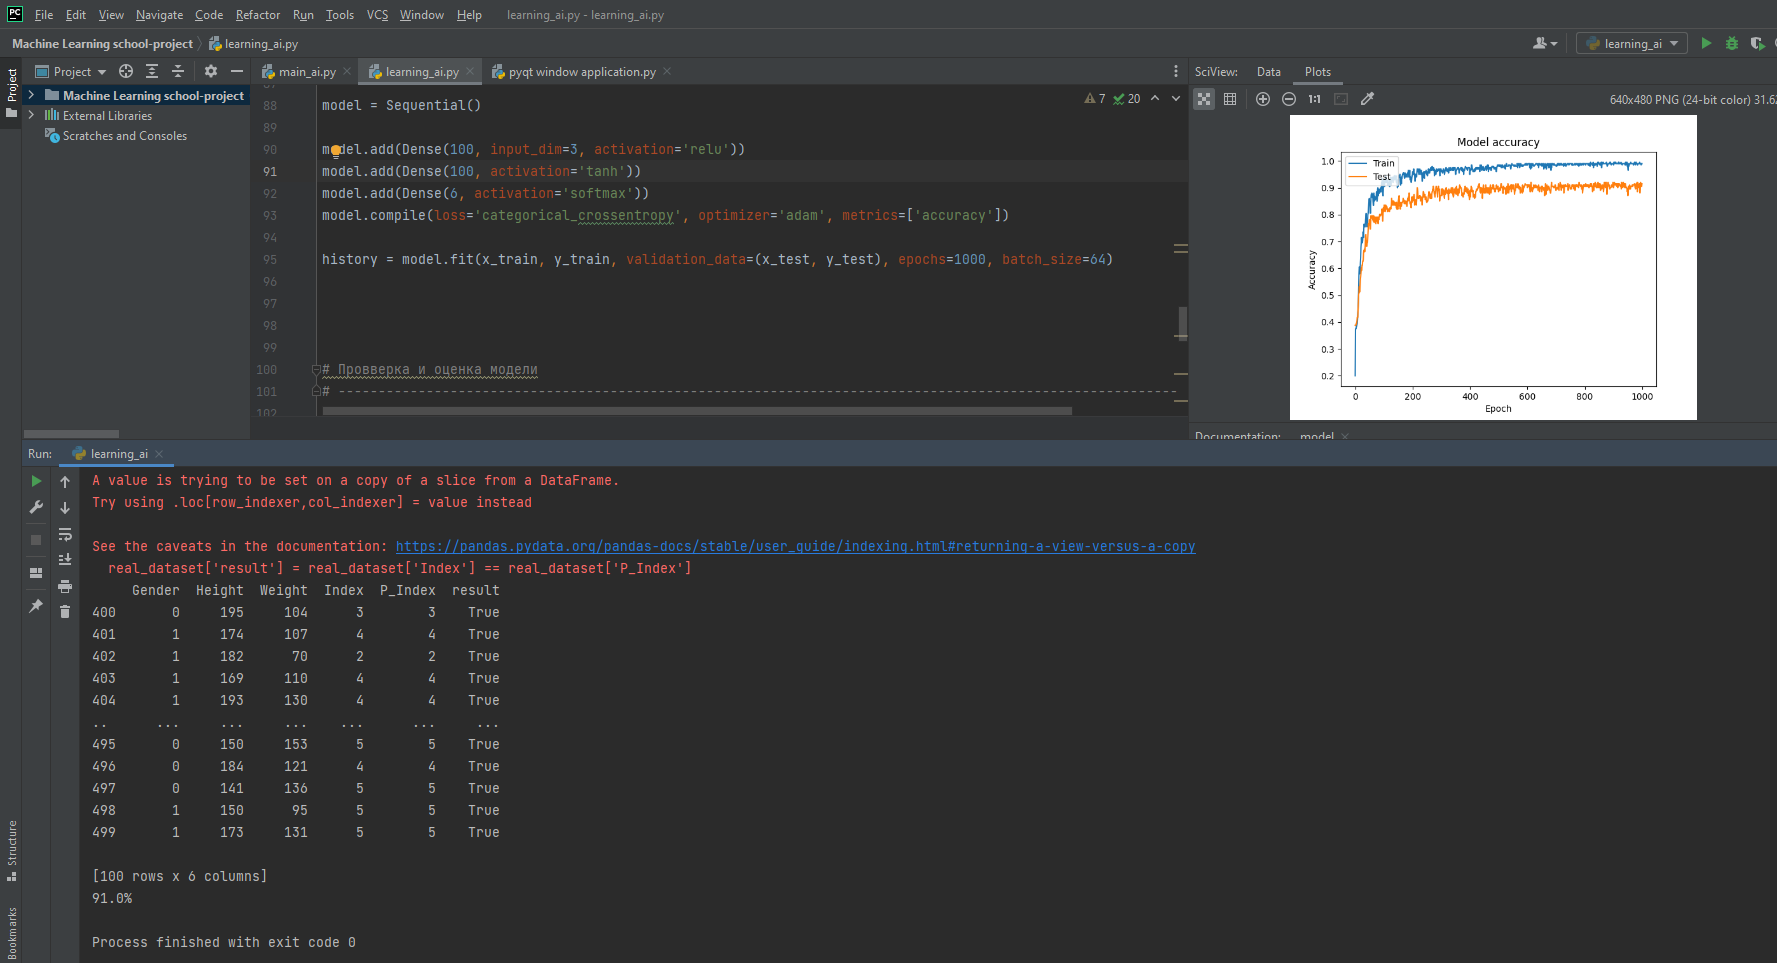 PC File Edit View Navigate Code Refactor Run Tools VCS Window Help learning_ai.py - learning_ai.py
Machine Learning school-project learning_ai.py learning_ai
Project
Project main_ai.py learning_ai.py pyqt window application.py SciView: Data Plots
Machine Learning school-project
External Libraries
Scratches and Consoles
7 20
1:1 640x480 PNG (24-bit color) 31.62
88 model = Sequential()
89
90 model.add(Dense(100, input_dim=3, activation='relu'))
91 model.add(Dense(100, activation='tanh'))
92 model.add(Dense(6, activation='softmax'))
93 model.compile(loss='categorical_crossentropy', optimizer='adam', metrics=['accuracy'])
94
95 history = model.fit(x_train, y_train, validation_data=(x_test, y_test), epochs=1000, batch_size=64)
96
97
98
99
100 # Провверка и оценка модели
101 # ---------------------------------------------------------------------------------------------------------
102
Model accuracy
Train
Test
1.0
0.9
0.8
0.7
0.6
0.5
0.4
0.3
0.2
Accuracy
0 200 400 600 800 1000
Epoch
Documentation: model
Run: learning_ai
A value is trying to be set on a copy of a slice from a DataFrame.
Try using .loc[row_indexer,col_indexer] = value instead
See the caveats in the documentation: https://pandas.pydata.org/pandas-docs/stable/user_guide/indexing.html#returning-a-view-versus-a-copy
real_dataset['result'] = real_dataset['Index'] == real_dataset['P_Index']
Gender Height Weight Index P_Index result
400 0 195 104 3 3 True
401 1 174 107 4 4 True
402 1 182 70 2 2 True
403 1 169 110 4 4 True
404 1 193 130 4 4 True
.. ... ... ... ... ... ...
495 0 150 153 5 5 True
496 0 184 121 4 4 True
497 0 141 136 5 5 True
498 1 150 95 5 5 True
499 1 173 131 5 5 True
[100 rows x 6 columns]
91.0%
Process finished with exit code 0
Structure
Bookmarks